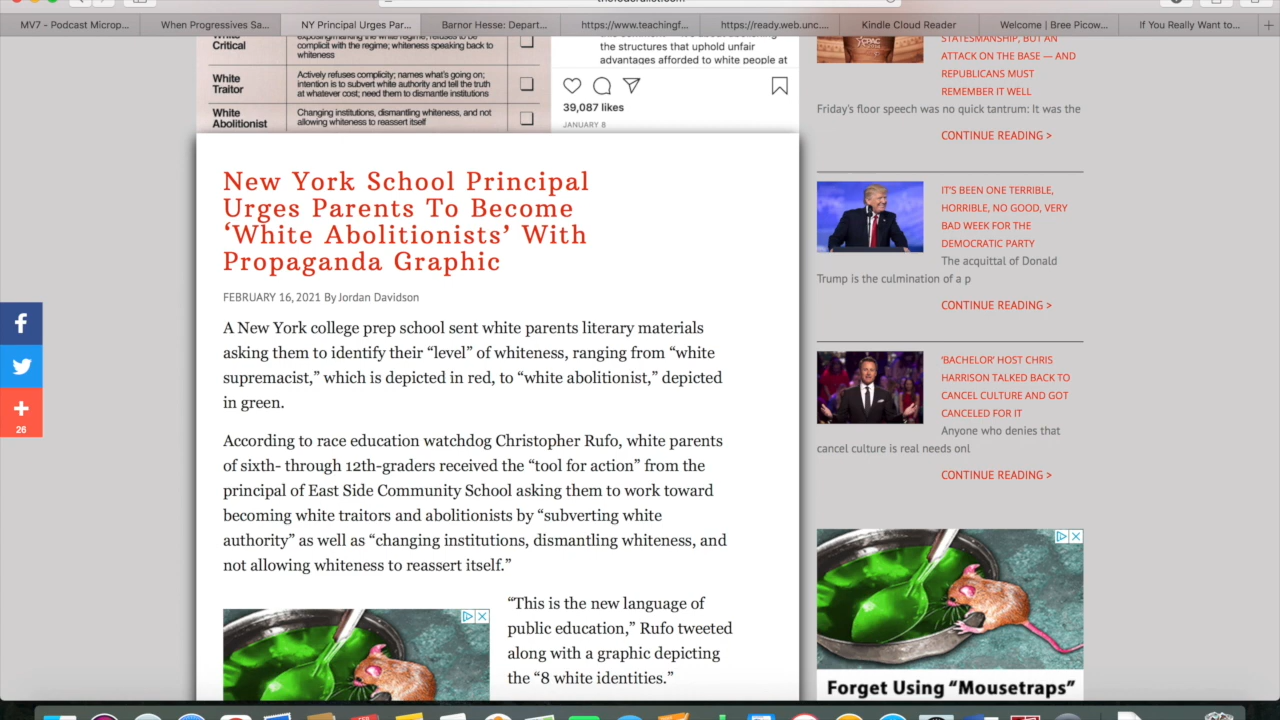 MV7 - Podcast Microp...
When Progressives Sa...
NY Principal Urges Par...
Barnor Hesse: Depart...
https://www.teachingf...
https://ready.web.unc....
Kindle Cloud Reader
Welcome | Bree Picow...
If You Really Want to...
White
Critical
complicit with the regime; whiteness speaking back to
whiteness
White
Traitor
Actively refuses complicity; names what's going on;
intention is to subvert white authority and tell the truth
at whatever cost; need them to dismantle institutions
White
Abolitionist
Changing institutions, dismantling whiteness, and not
allowing whiteness to reassert itself
the structures that uphold unfair
advantages afforded to white people at
39,087 likes
JANUARY 8
New York School Principal
Urges Parents To Become
‘White Abolitionists’ With
Propaganda Graphic
FEBRUARY 16, 2021 By Jordan Davidson
A New York college prep school sent white parents literary materials
asking them to identify their “level” of whiteness, ranging from “white
supremacist,” which is depicted in red, to “white abolitionist,” depicted
in green.
According to race education watchdog Christopher Rufo, white parents
of sixth- through 12th-graders received the “tool for action” from the
principal of East Side Community School asking them to work toward
becoming white traitors and abolitionists by “subverting white
authority” as well as “changing institutions, dismantling whiteness, and
not allowing whiteness to reassert itself.”
“This is the new language of
public education,” Rufo tweeted
along with a graphic depicting
the “8 white identities.”
26
STATESMANSHIP, BUT AN
ATTACK ON THE BASE — AND
REPUBLICANS MUST
REMEMBER IT WELL
Friday’s floor speech was no quick tantrum: It was the
CONTINUE READING >
IT’S BEEN ONE TERRIBLE,
HORRIBLE, NO GOOD, VERY
BAD WEEK FOR THE
DEMOCRATIC PARTY
The acquittal of Donald
Trump is the culmination of a p
CONTINUE READING >
‘BACHELOR’ HOST CHRIS
HARRISON TALKED BACK TO
CANCEL CULTURE AND GOT
CANCELED FOR IT
Anyone who denies that
cancel culture is real needs onl
CONTINUE READING >
Forget Using “Mousetraps”